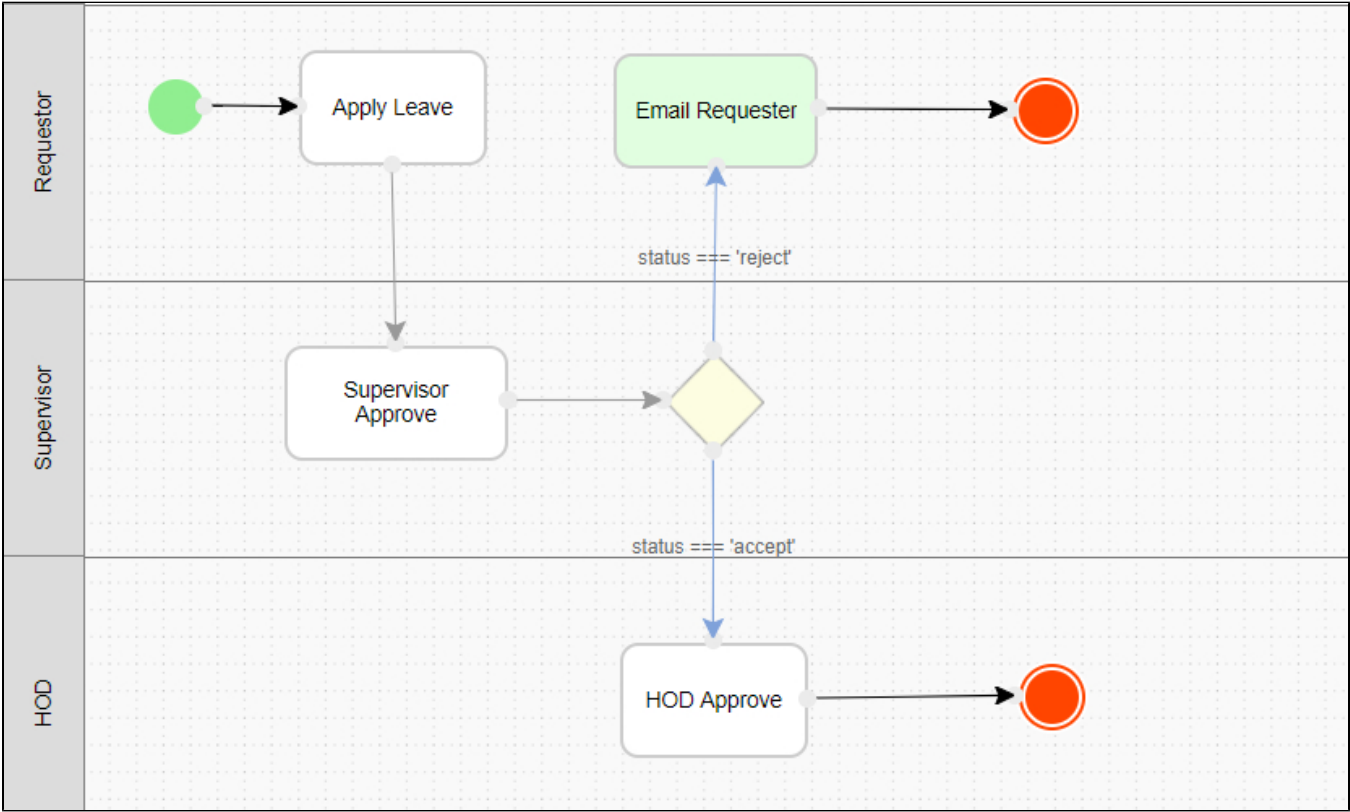 Requestor
Apply Leave
Email Requester
status === 'reject'
Supervisor
Supervisor
Approve
status === 'accept'
HOD
HOD Approve